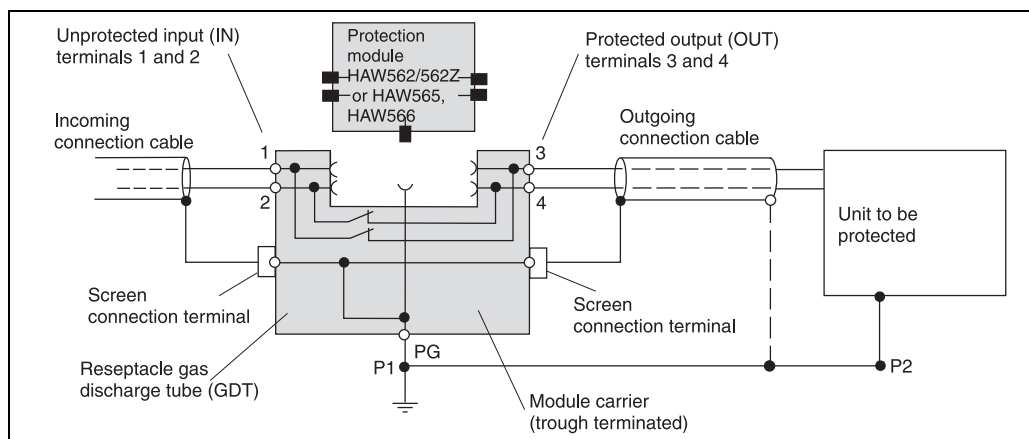 Unprotected input (IN)
terminals 1 and 2
Protection
module
HAW562/562Z
or HAW565,
HAW566
Protected output (OUT)
terminals 3 and 4
Incoming
connection cable
Outgoing
connection cable
1
3
2
4
Unit to be
protected
Screen
connection terminal
Screen
connection terminal
Receptacle gas
discharge tube (GDT)
PG
P1
P2
Module carrier
(trough terminated)